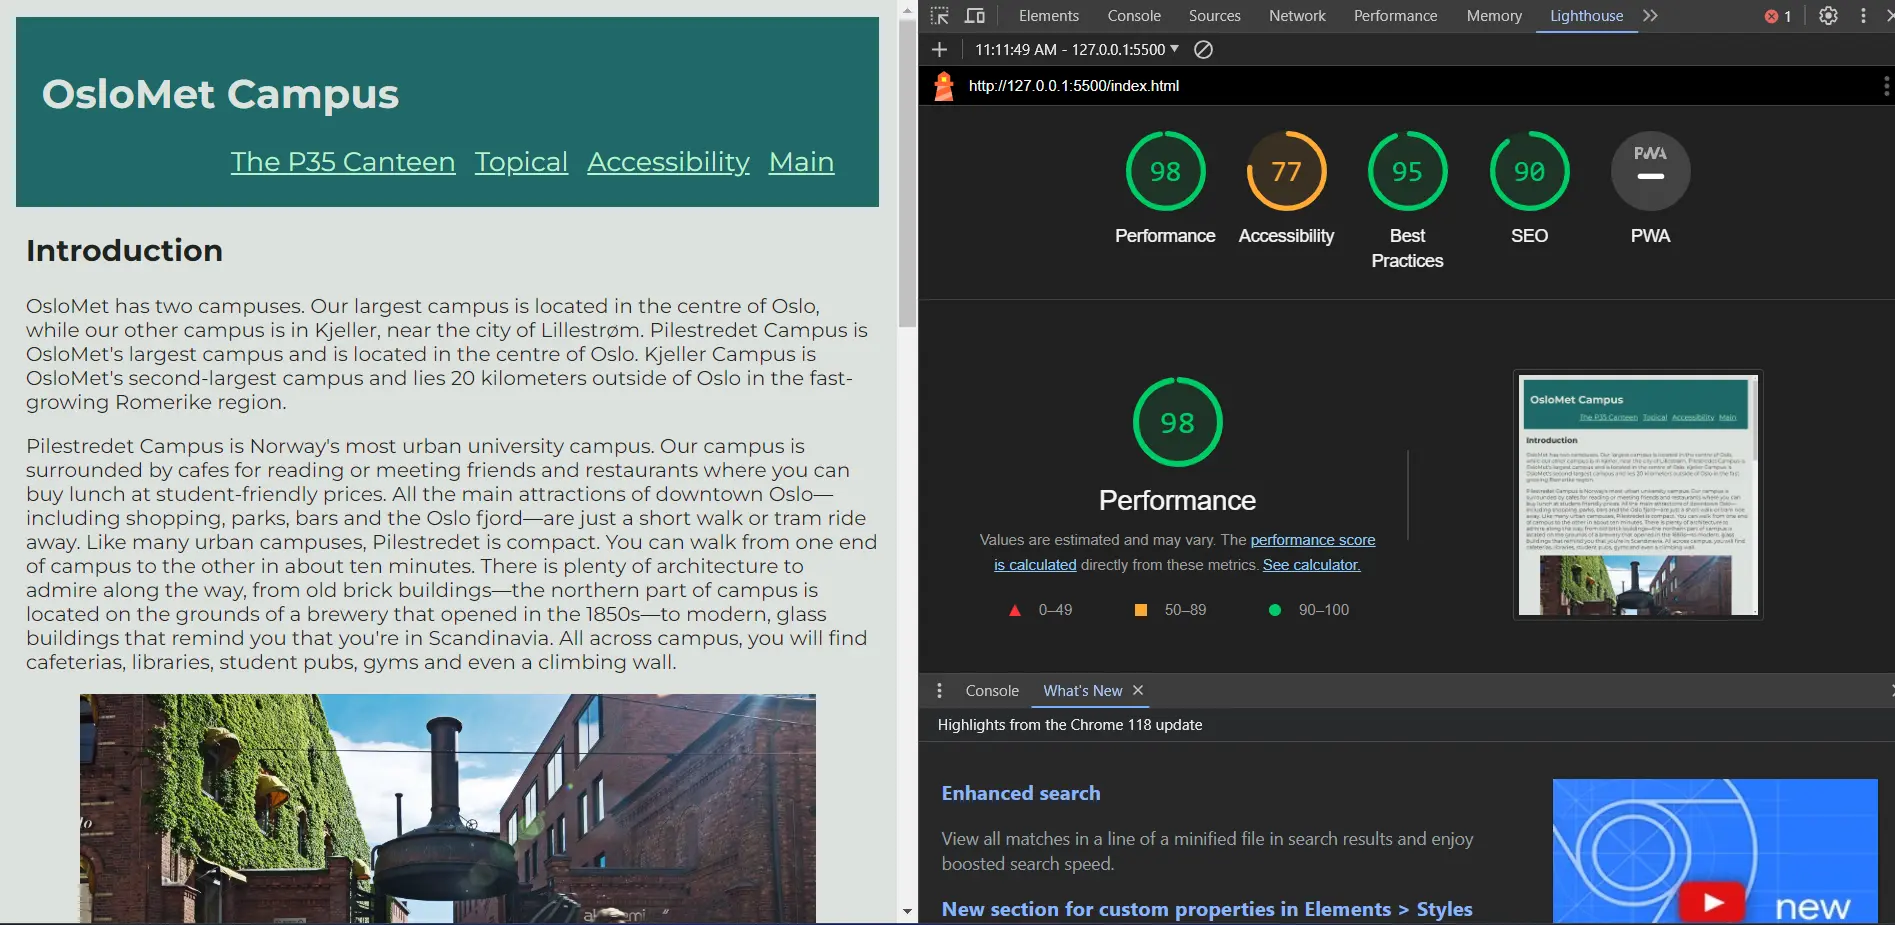 OsloMet Campus
The P35 Canteen Topical Accessibility Main
Introduction
OsloMet has two campuses. Our largest campus is located in the centre of Oslo,
while our other campus is in Kjeller, near the city of Lillestrøm. Pilestredet Campus is
OsloMet's largest campus and is located in the centre of Oslo. Kjeller Campus is
OsloMet's second-largest campus and lies 20 kilometers outside of Oslo in the fast-
growing Romerike region.
Pilestredet Campus is Norway's most urban university campus. Our campus is
surrounded by cafes for reading or meeting friends and restaurants where you can
buy lunch at student-friendly prices. All the main attractions of downtown Oslo—
including shopping, parks, bars and the Oslo fjord—are just a short walk or tram ride
away. Like many urban campuses, Pilestredet is compact. You can walk from one end
of campus to the other in about ten minutes. There is plenty of architecture to
admire along the way, from old brick buildings—the northern part of campus is
located on the grounds of a brewery that opened in the 1850s—to modern, glass
buildings that remind you that you're in Scandinavia. All across campus, you will find
cafeterias, libraries, student pubs, gyms and even a climbing wall.
Elements Console Sources Network Performance Memory Lighthouse 1
11:11:49 AM - 127.0.0.1:5500
http://127.0.0.1:5500/index.html
98 77 95 90 PWA
Performance Accessibility Best Practices SEO PWA
98
Performance
Values are estimated and may vary. The performance score
is calculated directly from these metrics. See calculator.
0–49 50–89 90–100
OsloMet Campus
The P35 Canteen Topical Accessibility Main
Introduction
Console What's New
Highlights from the Chrome 118 update
Enhanced search
View all matches in a line of a minified file in search results and enjoy
boosted search speed.
New section for custom properties in Elements > Styles
new